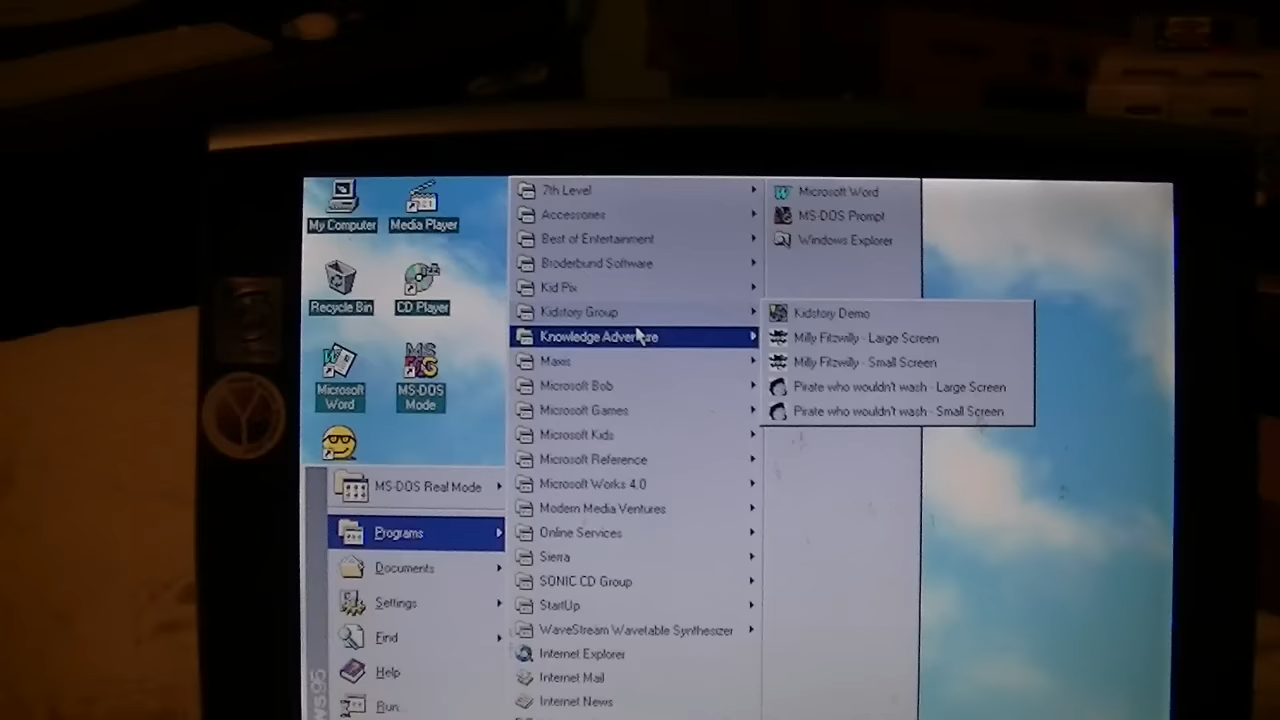 My Computer
Media Player
Recycle Bin
CD Player
Microsoft
Word
MS-DOS
Mode
MS-DOS Real Mode
Programs
Documents
Settings
Find
Help
Run...
ws95
7th Level
Accessories
Best of Entertainment
Broderbund Software
Kid Pix
Kidstory Group
Knowledge Adventure
Maxis
Microsoft Bob
Microsoft Games
Microsoft Kids
Microsoft Reference
Microsoft Works 4.0
Modern Media Ventures
Online Services
Sierra
SONIC CD Group
StartUp
WaveStream Wavetable Synthesizer
Internet Explorer
Internet Mail
Internet News
Microsoft Word
MS-DOS Prompt
Windows Explorer
Kidstory Demo
Milly Fitzwilly - Large Screen
Milly Fitzwilly - Small Screen
Pirate who wouldn't wash - Large Screen
Pirate who wouldn't wash - Small Screen